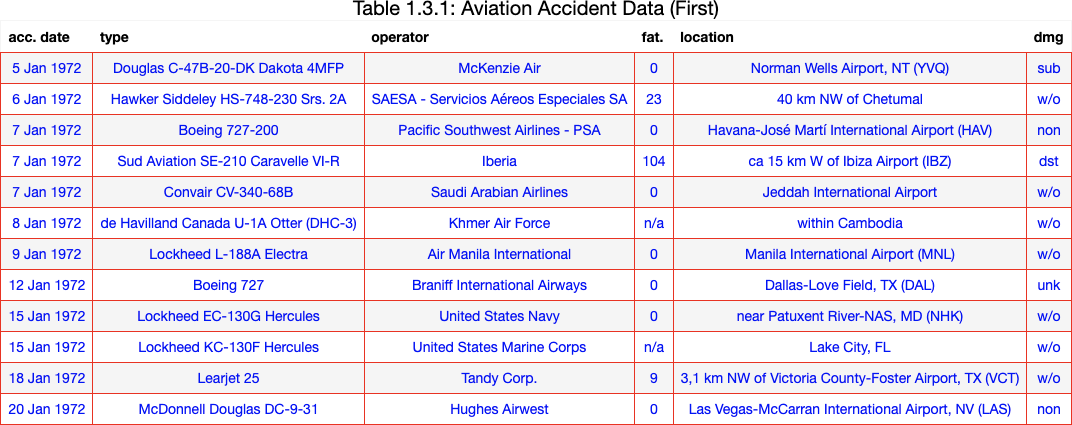 Table 1.3.1: Aviation Accident Data (First)
acc. date type operator fat. location dmg
5 Jan 1972 Douglas C-47B-20-DK Dakota 4MFP McKenzie Air 0 Norman Wells Airport, NT (YVQ) sub
6 Jan 1972 Hawker Siddeley HS-748-230 Srs. 2A SAESA - Servicios Aéreos Especiales SA 23 40 km NW of Chetumal w/o
7 Jan 1972 Boeing 727-200 Pacific Southwest Airlines - PSA 0 Havana-José Martí International Airport (HAV) non
7 Jan 1972 Sud Aviation SE-210 Caravelle VI-R Iberia 104 ca 15 km W of Ibiza Airport (IBZ) dst
7 Jan 1972 Convair CV-340-68B Saudi Arabian Airlines 0 Jeddah International Airport w/o
8 Jan 1972 de Havilland Canada U-1A Otter (DHC-3) Khmer Air Force n/a within Cambodia w/o
9 Jan 1972 Lockheed L-188A Electra Air Manila International 0 Manila International Airport (MNL) w/o
12 Jan 1972 Boeing 727 Braniff International Airways 0 Dallas-Love Field, TX (DAL) unk
15 Jan 1972 Lockheed EC-130G Hercules United States Navy 0 near Patuxent River-NAS, MD (NHK) w/o
15 Jan 1972 Lockheed KC-130F Hercules United States Marine Corps n/a Lake City, FL w/o
18 Jan 1972 Learjet 25 Tandy Corp. 9 3,1 km NW of Victoria County-Foster Airport, TX (VCT) w/o
20 Jan 1972 McDonnell Douglas DC-9-31 Hughes Airwest 0 Las Vegas-McCarran International Airport, NV (LAS) non